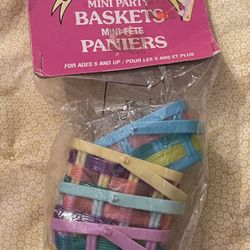 MINI PARTY
BASKETS
MINI-FÊTE
PANIERS
FOR AGES 5 AND UP / POUR LES 5 ANS ET PLUS